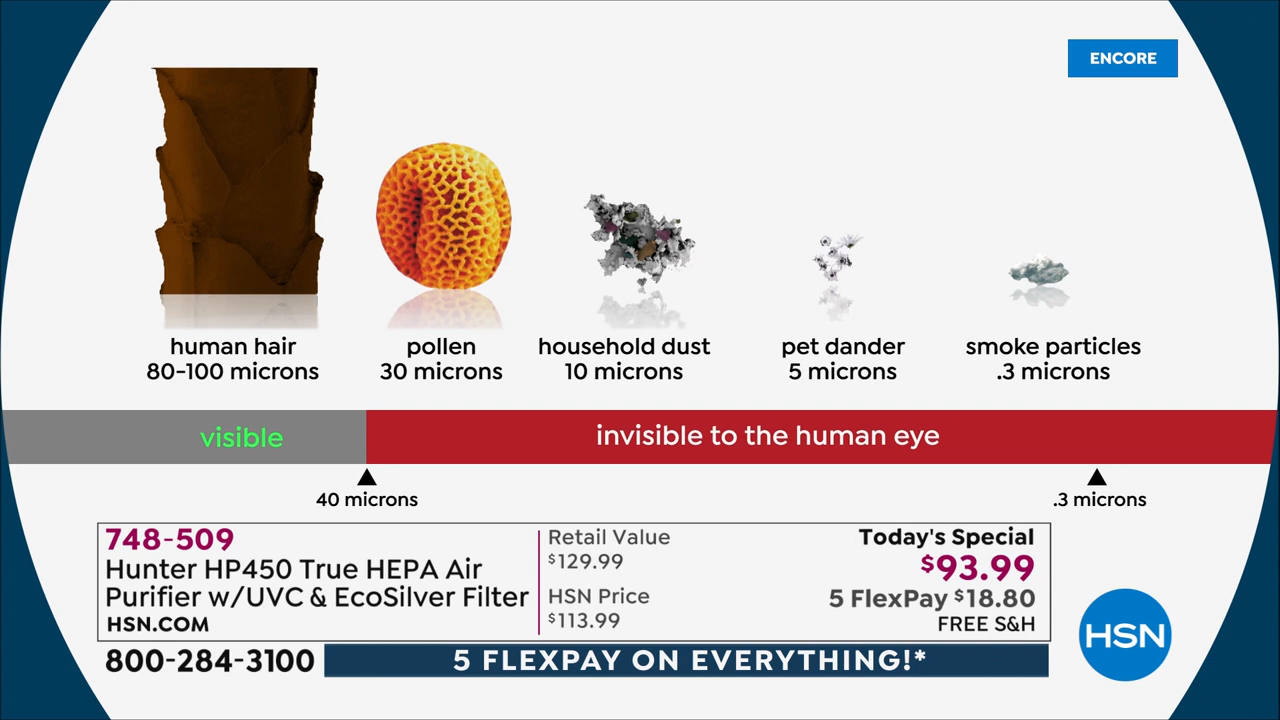 ENCORE
human hair
80-100 microns
pollen
30 microns
household dust
10 microns
pet dander
5 microns
smoke particles
.3 microns
visible
invisible to the human eye
40 microns
.3 microns
748-509
Hunter HP450 True HEPA Air
Purifier w/UVC & EcoSilver Filter
HSN.COM
Retail Value
$129.99
HSN Price
$113.99
Today's Special
$93.99
5 FlexPay $18.80
FREE S&H
HSN
800-284-3100
5 FLEXPAY ON EVERYTHING!*